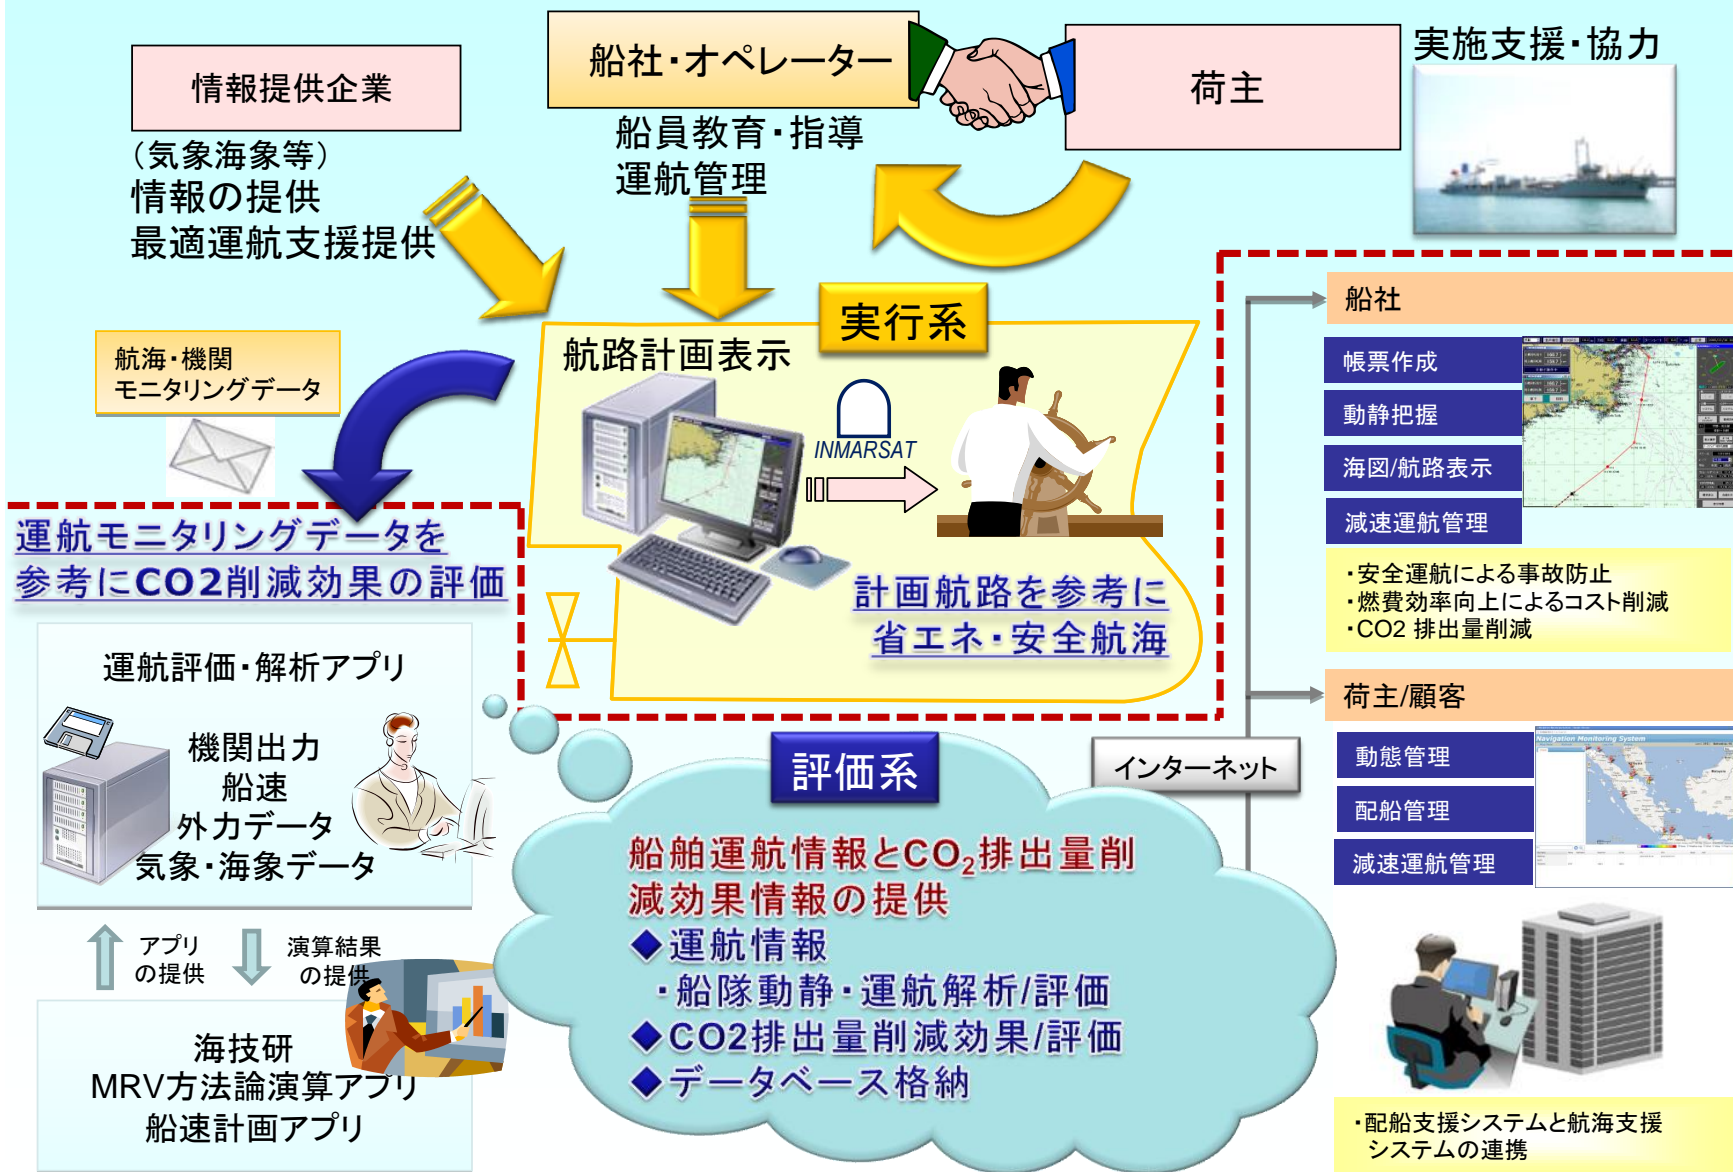 情報提供企業
(気象海象等)
情報の提供
最適運航支援提供
船社・オペレーター
船員教育・指導
運航管理
荷主
実施支援・協力
実行系
航路計画表示
INMARSAT
計画航路を参考に
省エネ・安全航海
航海・機関
モニタリングデータ
運航モニタリングデータを
参考にCO2削減効果の評価
運航評価・解析アプリ
機関出力
船速
外力データ
気象・海象データ
アプリ
の提供
演算結果
の提供
海技研
MRV方法論演算アプリ
船速計画アプリ
評価系
船舶運航情報とCO₂排出量削
減効果情報の提供
◆運航情報
・船隊動静・運航解析/評価
◆CO2排出量削減効果/評価
◆データベース格納
インターネット
船社
帳票作成
動静把握
海図/航路表示
減速運航管理
・安全運航による事故防止
・燃費効率向上によるコスト削減
・CO2 排出量削減
荷主/顧客
動態管理
配船管理
減速運航管理
Navigation Monitoring System
・配船支援システムと航海支援
システムの連携